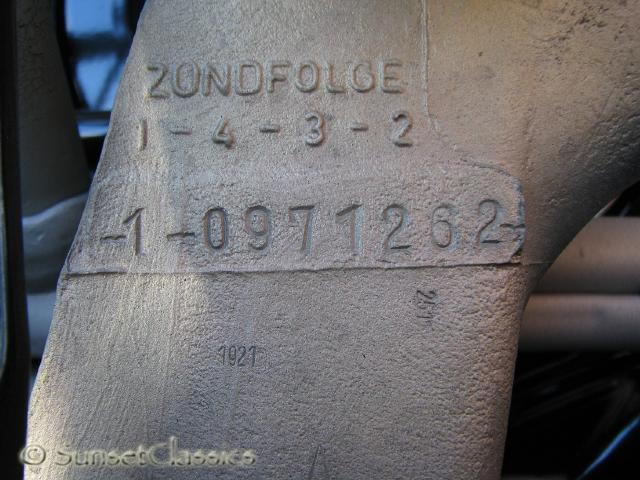 ZÜNDFOLGE
1-4-3-2
-1-0971262-
1921
© SunsetClassics